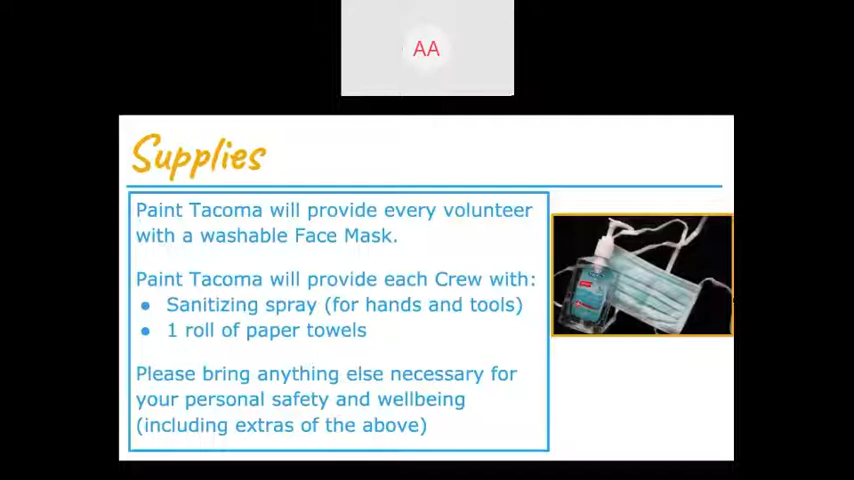 AA
Supplies
Paint Tacoma will provide every volunteer
with a washable Face Mask.
Paint Tacoma will provide each Crew with:
● Sanitizing spray (for hands and tools)
● 1 roll of paper towels
Please bring anything else necessary for
your personal safety and wellbeing
(including extras of the above)